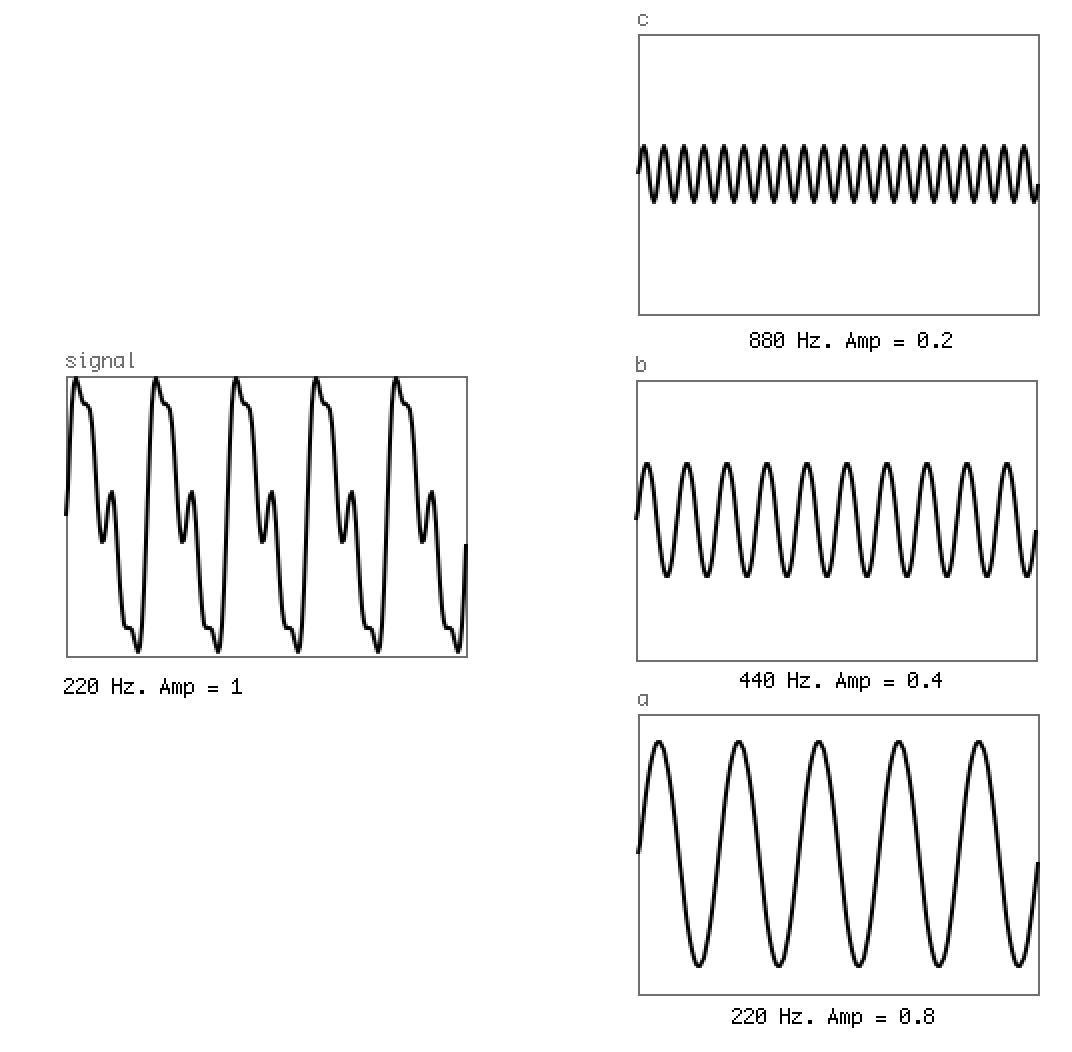 signal
220 Hz. Amp = 1
c
880 Hz. Amp = 0.2
b
440 Hz. Amp = 0.4
a
220 Hz. Amp = 0.8